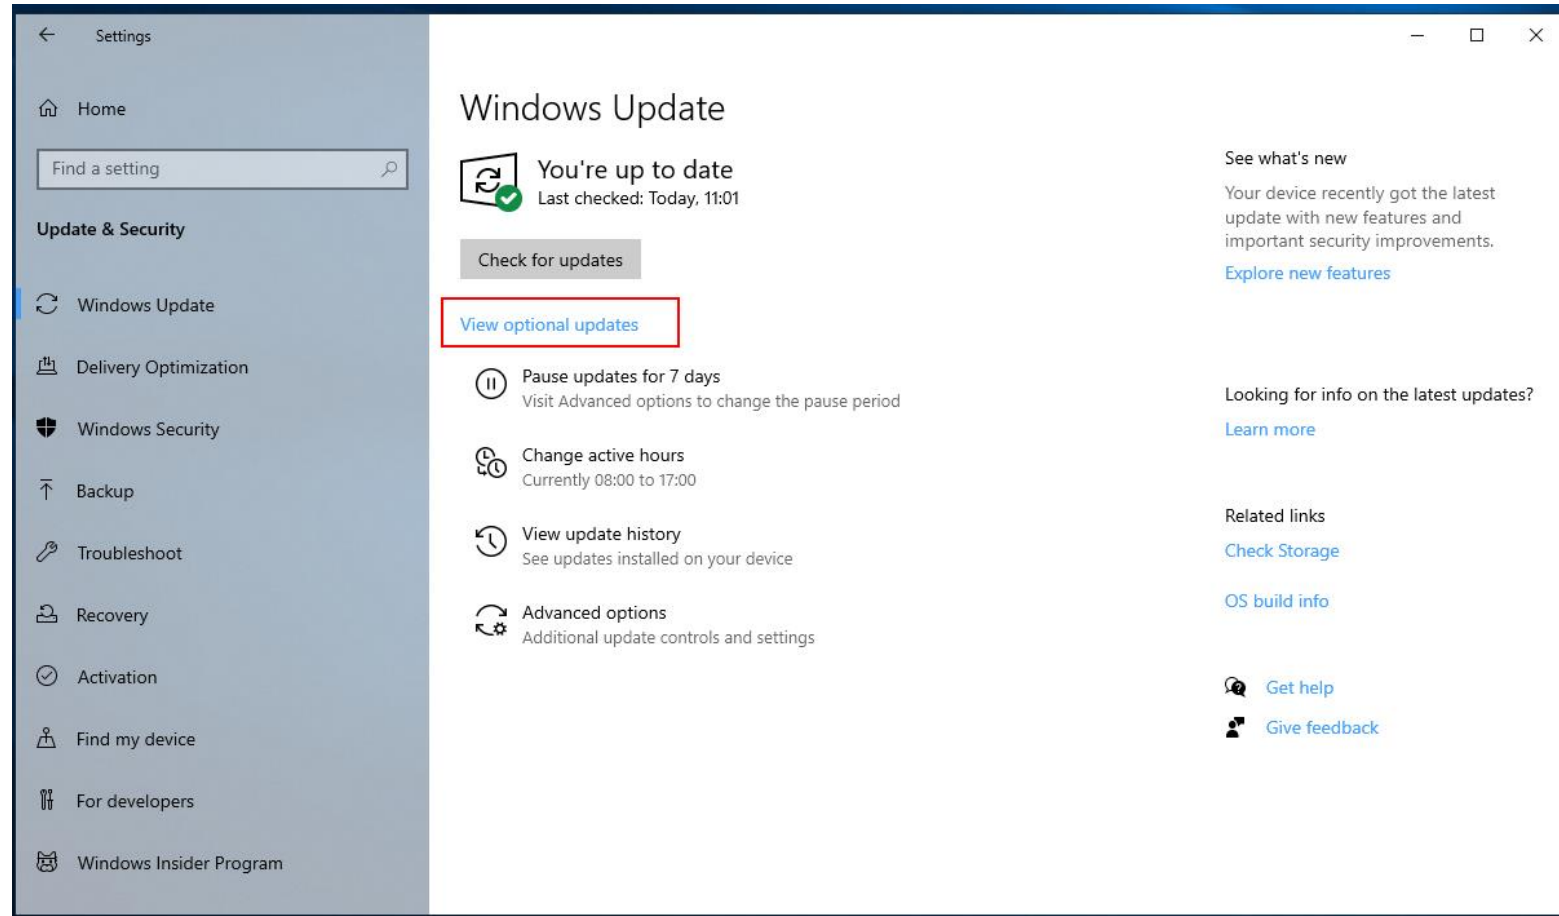 Settings
Home
Find a setting
Update & Security
Windows Update
Delivery Optimization
Windows Security
Backup
Troubleshoot
Recovery
Activation
Find my device
For developers
Windows Insider Program
Windows Update
You're up to date
Last checked: Today, 11:01
Check for updates
View optional updates
Pause updates for 7 days
Visit Advanced options to change the pause period
Change active hours
Currently 08:00 to 17:00
View update history
See updates installed on your device
Advanced options
Additional update controls and settings
See what's new
Your device recently got the latest
update with new features and
important security improvements.
Explore new features
Looking for info on the latest updates?
Learn more
Related links
Check Storage
OS build info
Get help
Give feedback